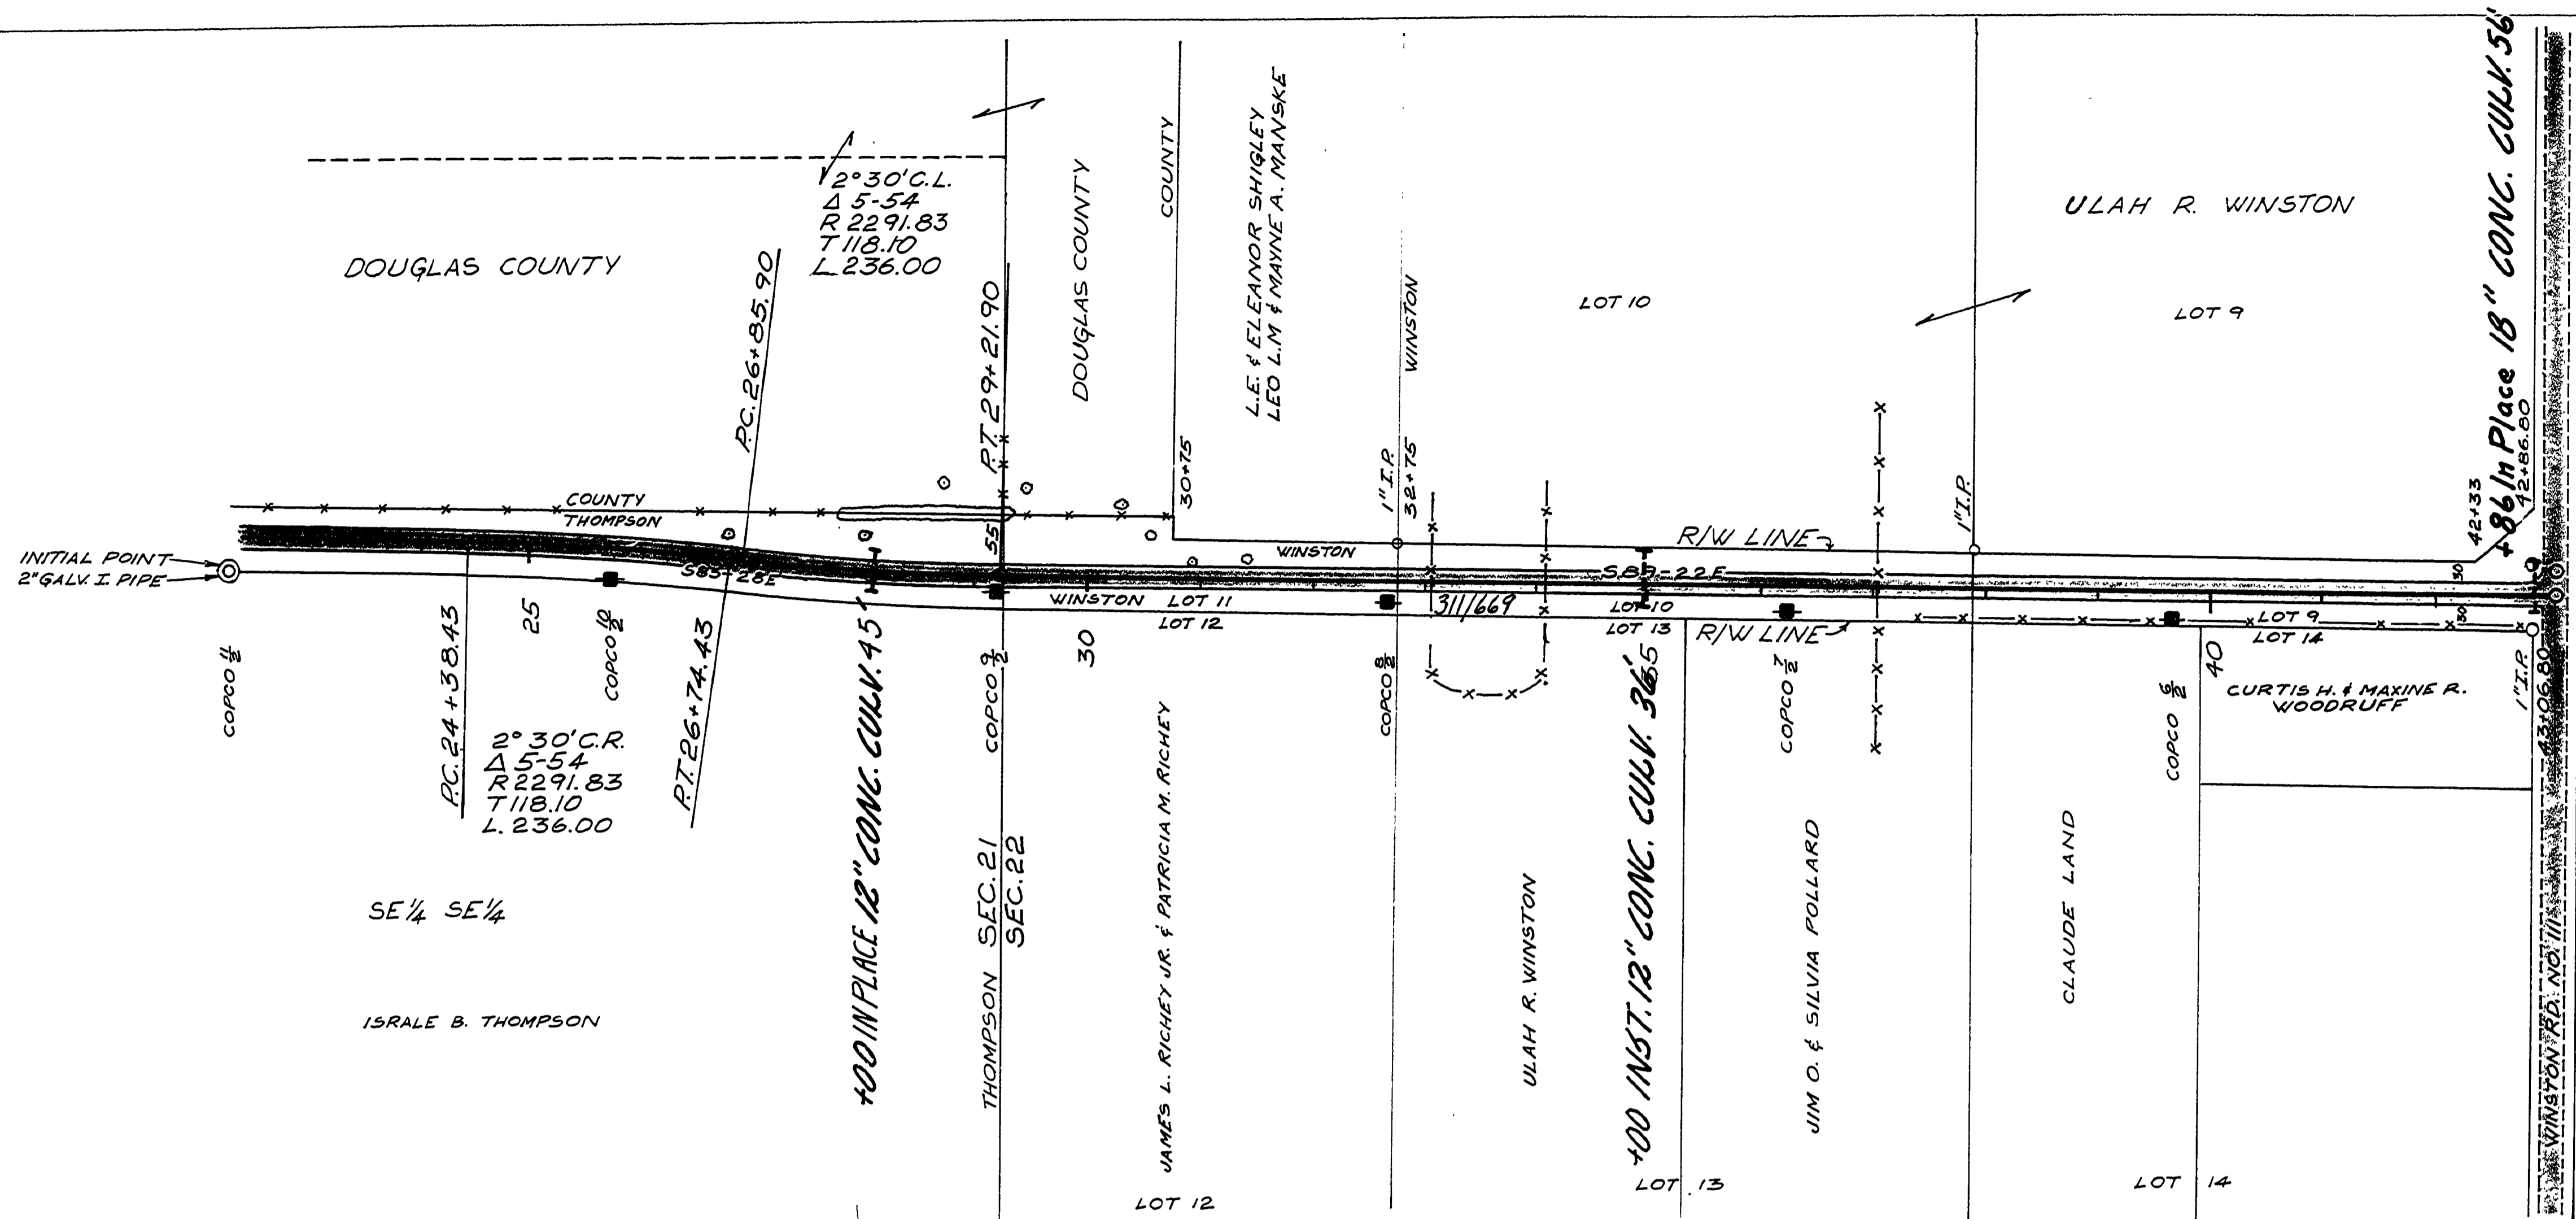 2°30'C.L.
Δ 5-54
R 2291.83
T 118.10
L 236.00
DOUGLAS COUNTY
P.C. 26+85.90
P.T. 29+21.90
DOUGLAS COUNTY
COUNTY
L.E. & ELEANOR SHIGLEY
LEO L.M & MAYNE A. MANSKE
30+75
1" I.P.
32+75
WINSTON
LOT 10
ULAH R. WINSTON
LOT 9
1" I.P.
42+33
+86 In Place 18" CONC. CULV. 56'
42+86.80
COUNTY
THOMPSON
55
WINSTON
R/W LINE
INITIAL POINT
2" GALV. I. PIPE
S89-22E
30
WINSTON LOT 11
LOT 12
311/669
LOT 10
LOT 13
R/W LINE
LOT 9
LOT 14
30
COPCO 11/2
P.C. 24+38.43
25
COPCO 10/2
P.T. 26+74.43
2°30'C.R.
Δ 5-54
R 2291.83
T 118.10
L. 236.00
+00 IN PLACE 12" CONC. CULV. 45'
COPCO 9/2
30
COPCO 8/2
+00 INST. 12" CONC. CULV. 36'
35
COPCO 7/2
COPCO 6/2
40
CURTIS H. & MAXINE R.
WOODRUFF
1" I.P.
43+06.80
WINSTON RD. NO. 111
SE 1/4 SE 1/4
ISRALE B. THOMPSON
THOMPSON
SEC. 21
SEC. 22
JAMES L. RICHEY JR. & PATRICIA M. RICHEY
ULAH R. WINSTON
JIM O. & SILVIA POLLARD
CLAUDE LAND
LOT 12
LOT 13
LOT 14